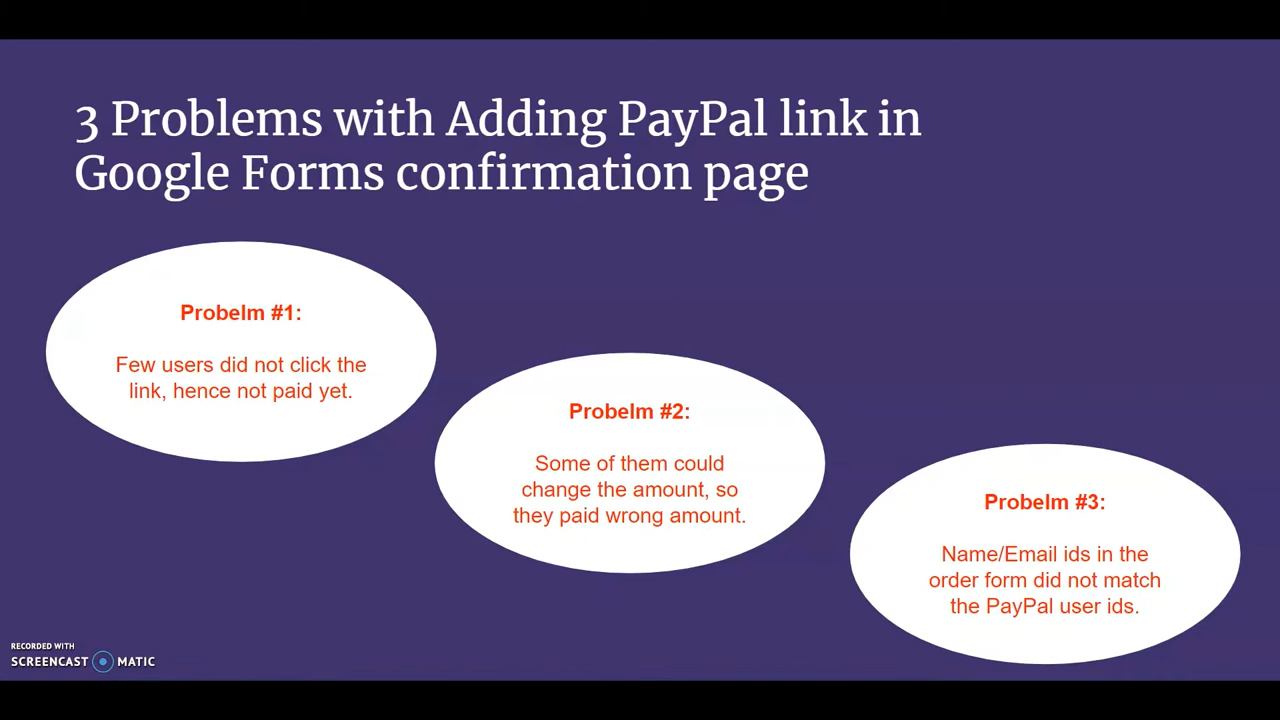 3 Problems with Adding PayPal link in
Google Forms confirmation page
Probelm #1:
Few users did not click the
link, hence not paid yet.
Probelm #2:
Some of them could
change the amount, so
they paid wrong amount.
Probelm #3:
Name/Email ids in the
order form did not match
the PayPal user ids.
RECORDED WITH
SCREENCAST MATIC